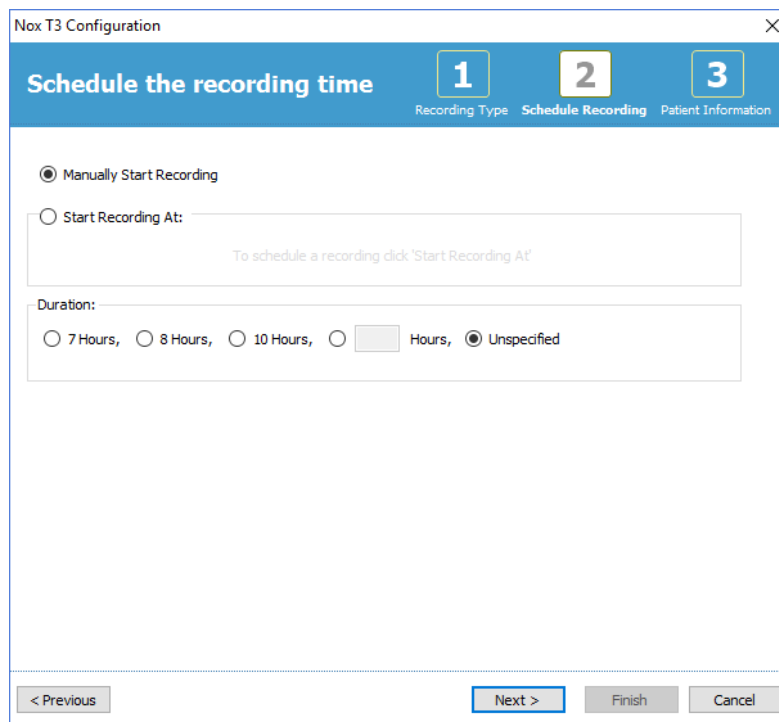 Nox T3 Configuration
Schedule the recording time
1 2 3
Recording Type Schedule Recording Patient Information
Manually Start Recording
Start Recording At:
To schedule a recording click 'Start Recording At'
Duration:
7 Hours, 8 Hours, 10 Hours, Hours, Unspecified
< Previous Next > Finish Cancel